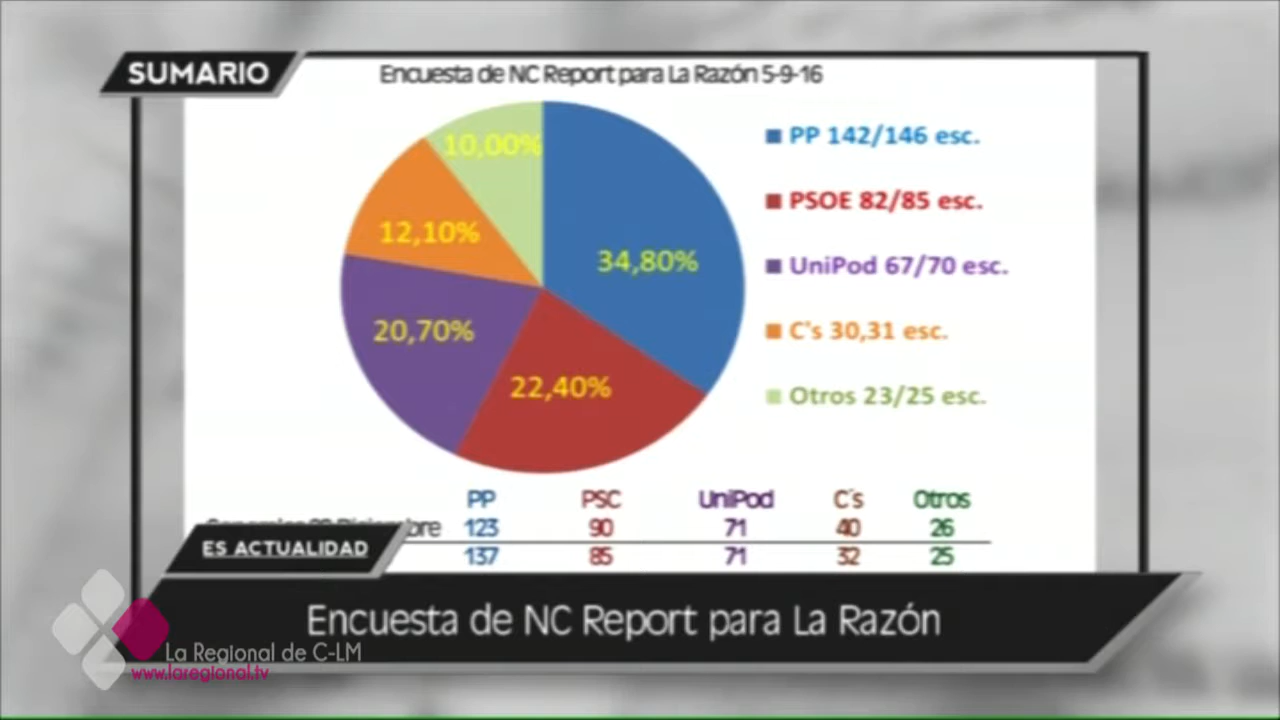 SUMARIO
Encuesta de NC Report para La Razón 5-9-16
10,00%
12,10%
34,80%
20,70%
22,40%
PP 142/146 esc.
PSOE 82/85 esc.
UniPod 67/70 esc.
C's 30,31 esc.
Otros 23/25 esc.
PP PSC UniPod C's Otros
123 90 71 40 26
137 85 71 32 25
ES ACTUALIDAD
Encuesta de NC Report para La Razón
La Regional de C-LM
www.laregional.tv